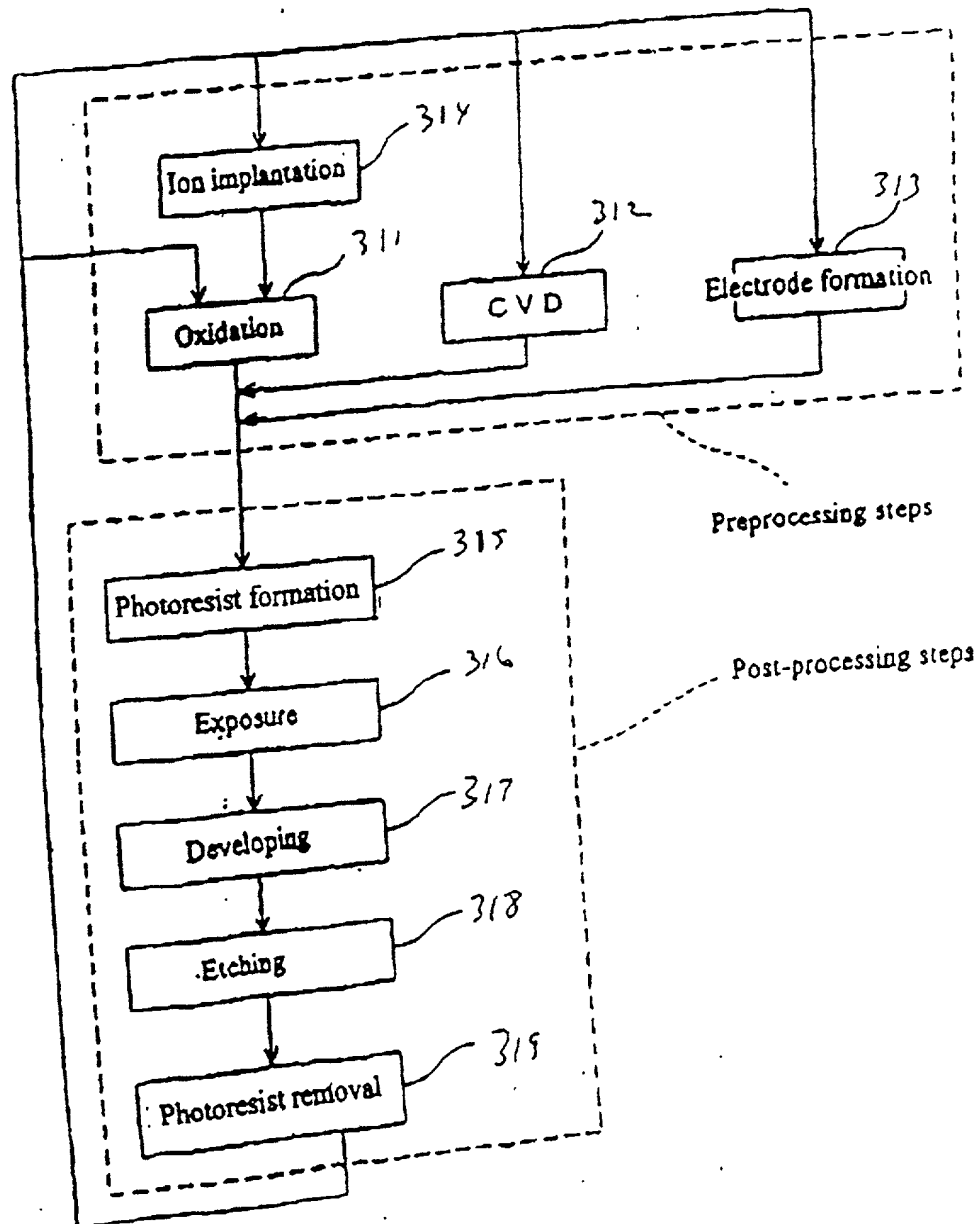 314
Ion implantation
311
312
313
Oxidation
C V D
Electrode formation
Preprocessing steps
315
Photoresist formation
316
Exposure
Post-processing steps
317
Developing
318
Etching
319
Photoresist removal